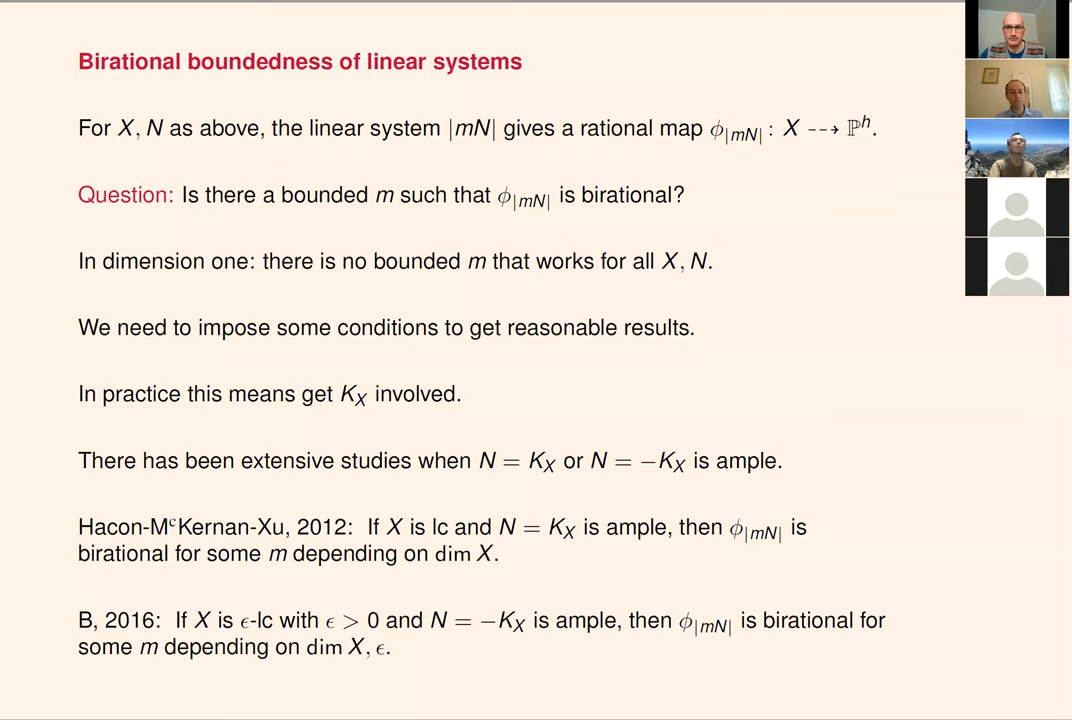 Birational boundedness of linear systems
For X, N as above, the linear system |mN| gives a rational map ϕ|mN| : X ⇢ ℙʰ.
Question: Is there a bounded m such that ϕ|mN| is birational?
In dimension one: there is no bounded m that works for all X, N.
We need to impose some conditions to get reasonable results.
In practice this means get K_X involved.
There has been extensive studies when N = K_X or N = −K_X is ample.
Hacon-MᶜKernan-Xu, 2012: If X is lc and N = K_X is ample, then ϕ|mN| is
birational for some m depending on dim X.
B, 2016: If X is ϵ-lc with ϵ > 0 and N = −K_X is ample, then ϕ|mN| is birational for
some m depending on dim X, ϵ.